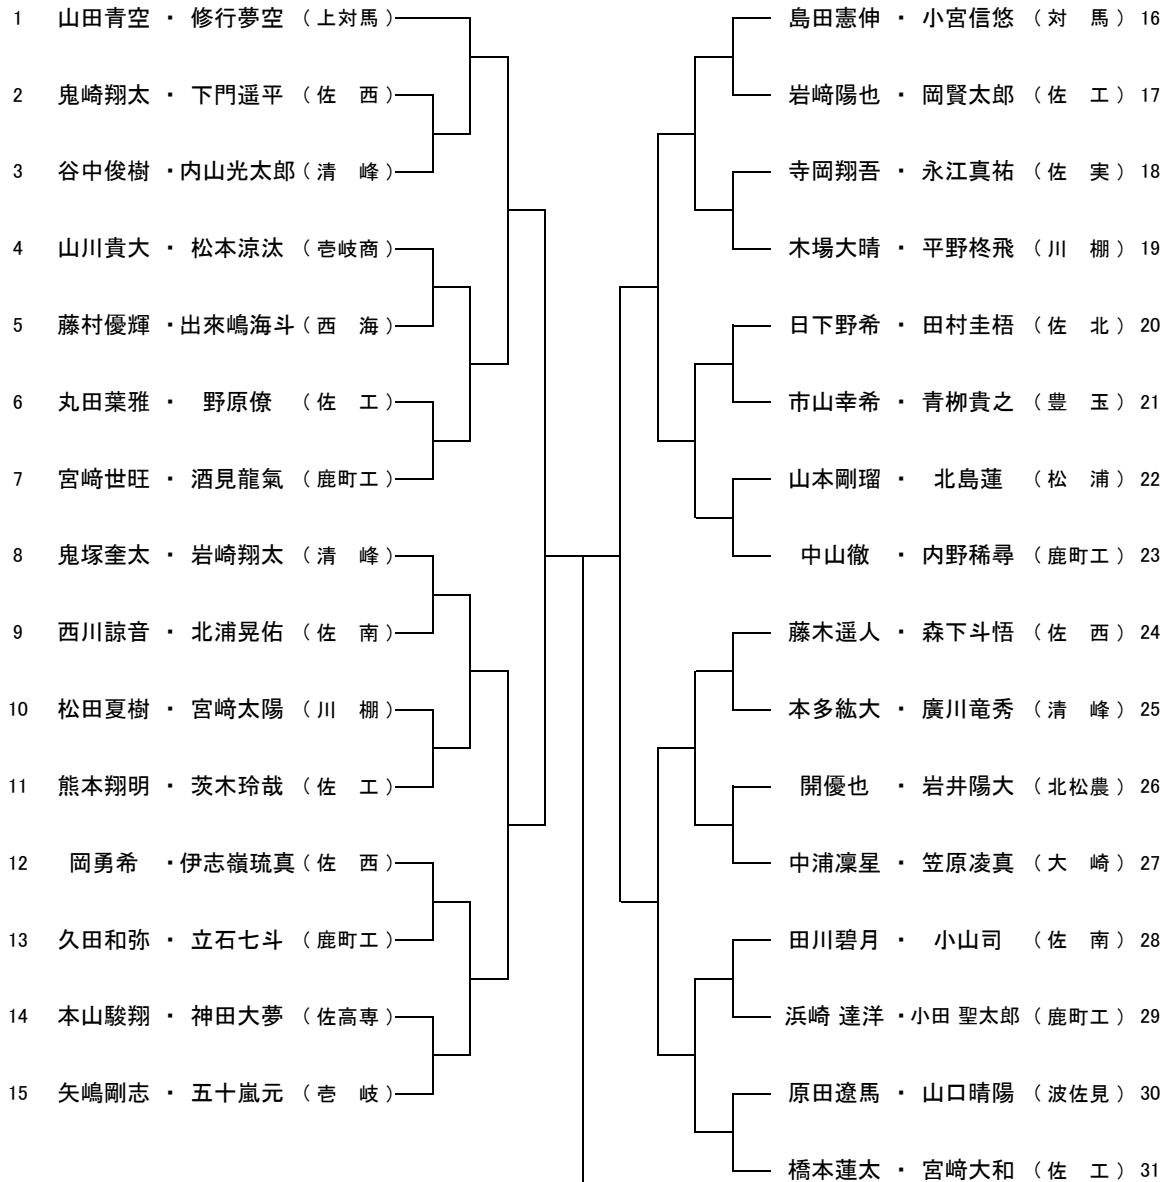 1 山田青空 ・ 修行夢空 （ 上対馬 ）
2 鬼崎翔太 ・ 下門遥平 （ 佐　西 ）
3 谷中俊樹 ・ 内山光太郎 （ 清　峰 ）
4 山川貴大 ・ 松本涼汰 （ 壱岐商 ）
5 藤村優輝 ・ 出來嶋海斗 （ 西　海 ）
6 丸田葉雅 ・ 野原僚 （ 佐　工 ）
7 宮﨑世旺 ・ 酒見龍氣 （ 鹿町工 ）
8 鬼塚奎太 ・ 岩崎翔太 （ 清　峰 ）
9 西川諒音 ・ 北浦晃佑 （ 佐　南 ）
10 松田夏樹 ・ 宮﨑太陽 （ 川　棚 ）
11 熊本翔明 ・ 茨木玲哉 （ 佐　工 ）
12 岡勇希 ・ 伊志嶺琉真 （ 佐　西 ）
13 久田和弥 ・ 立石七斗 （ 鹿町工 ）
14 本山駿翔 ・ 神田大夢 （ 佐高専 ）
15 矢嶋剛志 ・ 五十嵐元 （ 壱　岐 ）
島田憲伸 ・ 小宮信悠 （ 対　馬 ） 16
岩﨑陽也 ・ 岡賢太郎 （ 佐　工 ） 17
寺岡翔吾 ・ 永江真祐 （ 佐　実 ） 18
木場大晴 ・ 平野柊飛 （ 川　棚 ） 19
日下野希 ・ 田村圭梧 （ 佐　北 ） 20
市山幸希 ・ 青栁貴之 （ 豊　玉 ） 21
山本剛瑠 ・ 北島蓮 （ 松　浦 ） 22
中山徹 ・ 内野稀尋 （ 鹿町工 ） 23
藤木遥人 ・ 森下斗悟 （ 佐　西 ） 24
本多紘大 ・ 廣川竜秀 （ 清　峰 ） 25
開優也 ・ 岩井陽大 （ 北松農 ） 26
中浦凜星 ・ 笠原凌真 （ 大　崎 ） 27
田川碧月 ・ 小山司 （ 佐　南 ） 28
浜崎 達洋 ・ 小田 聖太郎 （ 鹿町工 ） 29
原田遼馬 ・ 山口晴陽 （ 波佐見 ） 30
橋本蓮太 ・ 宮﨑大和 （ 佐　工 ） 31